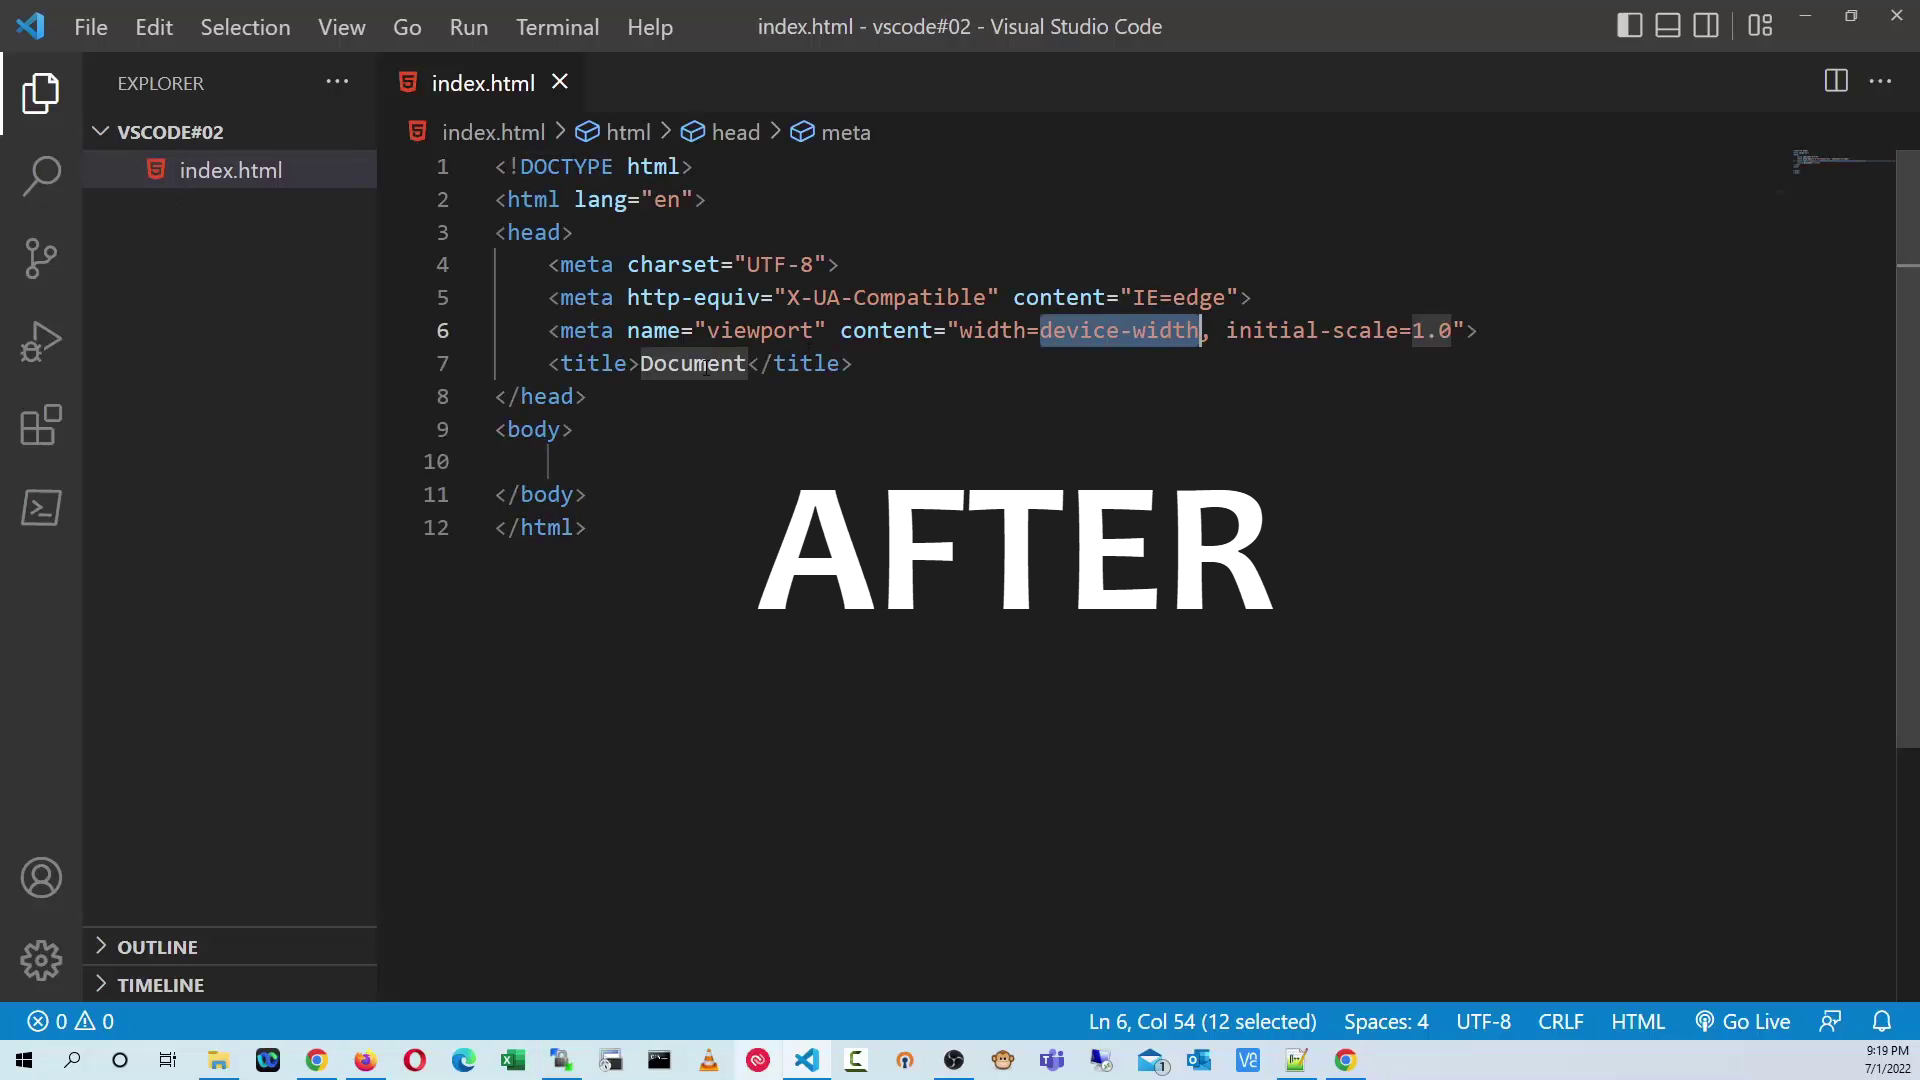 File Edit Selection View Go Run Terminal Help index.html - vscode#02 - Visual Studio Code
EXPLORER ···
index.html
VSCODE#02
index.html > html > head > meta
index.html
1 <!DOCTYPE html>
2 <html lang="en">
3 <head>
4 <meta charset="UTF-8">
5 <meta http-equiv="X-UA-Compatible" content="IE=edge">
6 <meta name="viewport" content="width=device-width, initial-scale=1.0">
7 <title>Document</title>
8 </head>
9 <body>
10
11 </body>
12 </html>
AFTER
OUTLINE
TIMELINE
0 0 Ln 6, Col 54 (12 selected) Spaces: 4 UTF-8 CRLF HTML Go Live
9:19 PM
7/1/2022